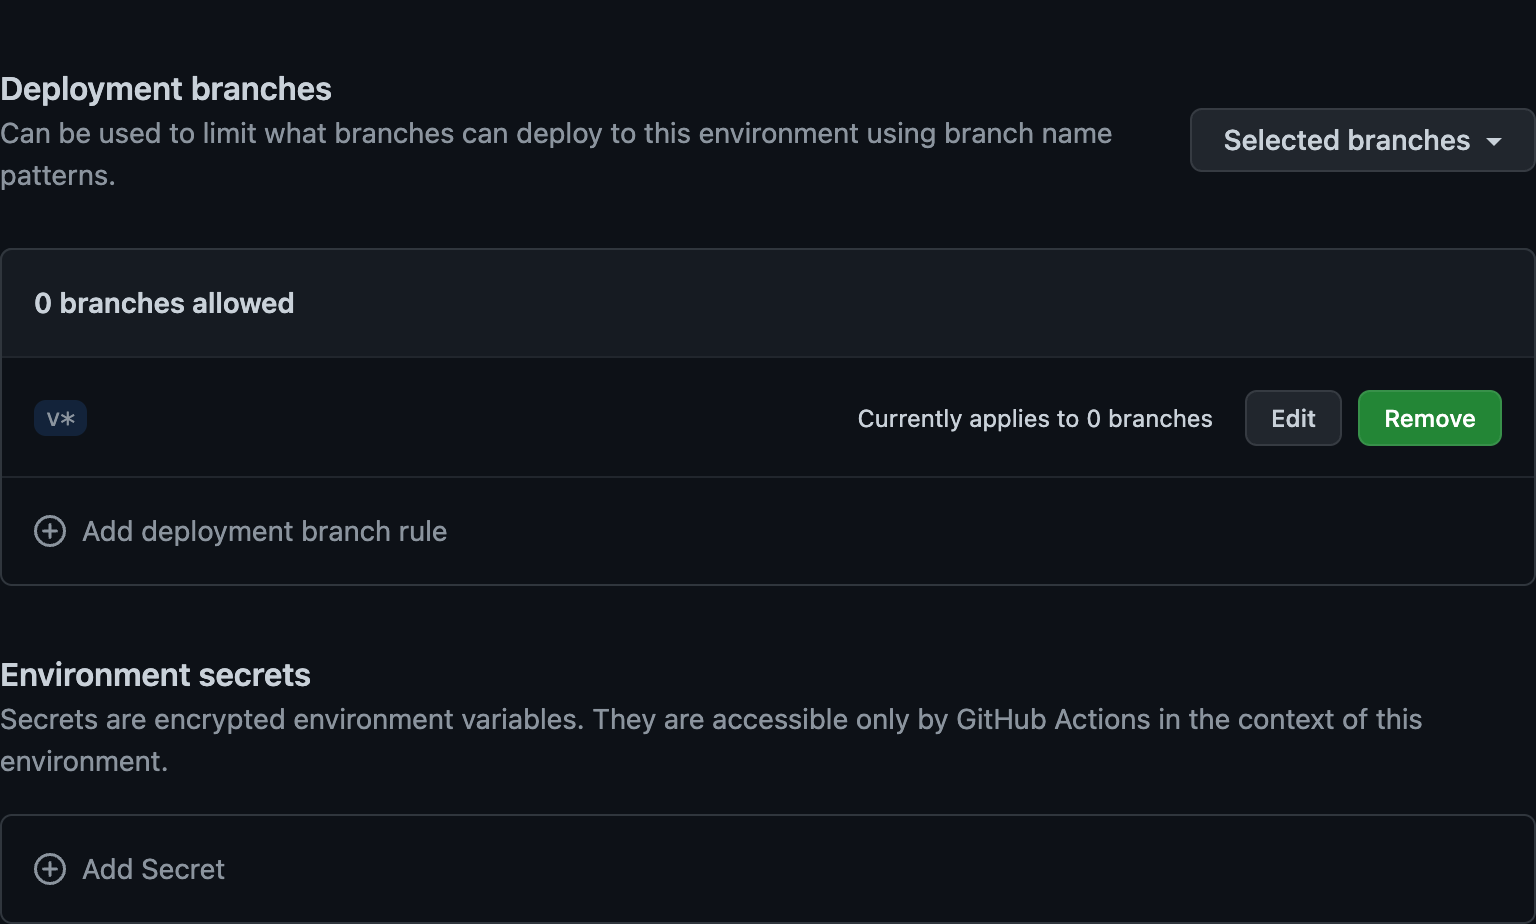 Deployment branches
Can be used to limit what branches can deploy to this environment using branch name
patterns.
Selected branches
0 branches allowed
v*
Currently applies to 0 branches
Edit
Remove
Add deployment branch rule
Environment secrets
Secrets are encrypted environment variables. They are accessible only by GitHub Actions in the context of this
environment.
Add Secret